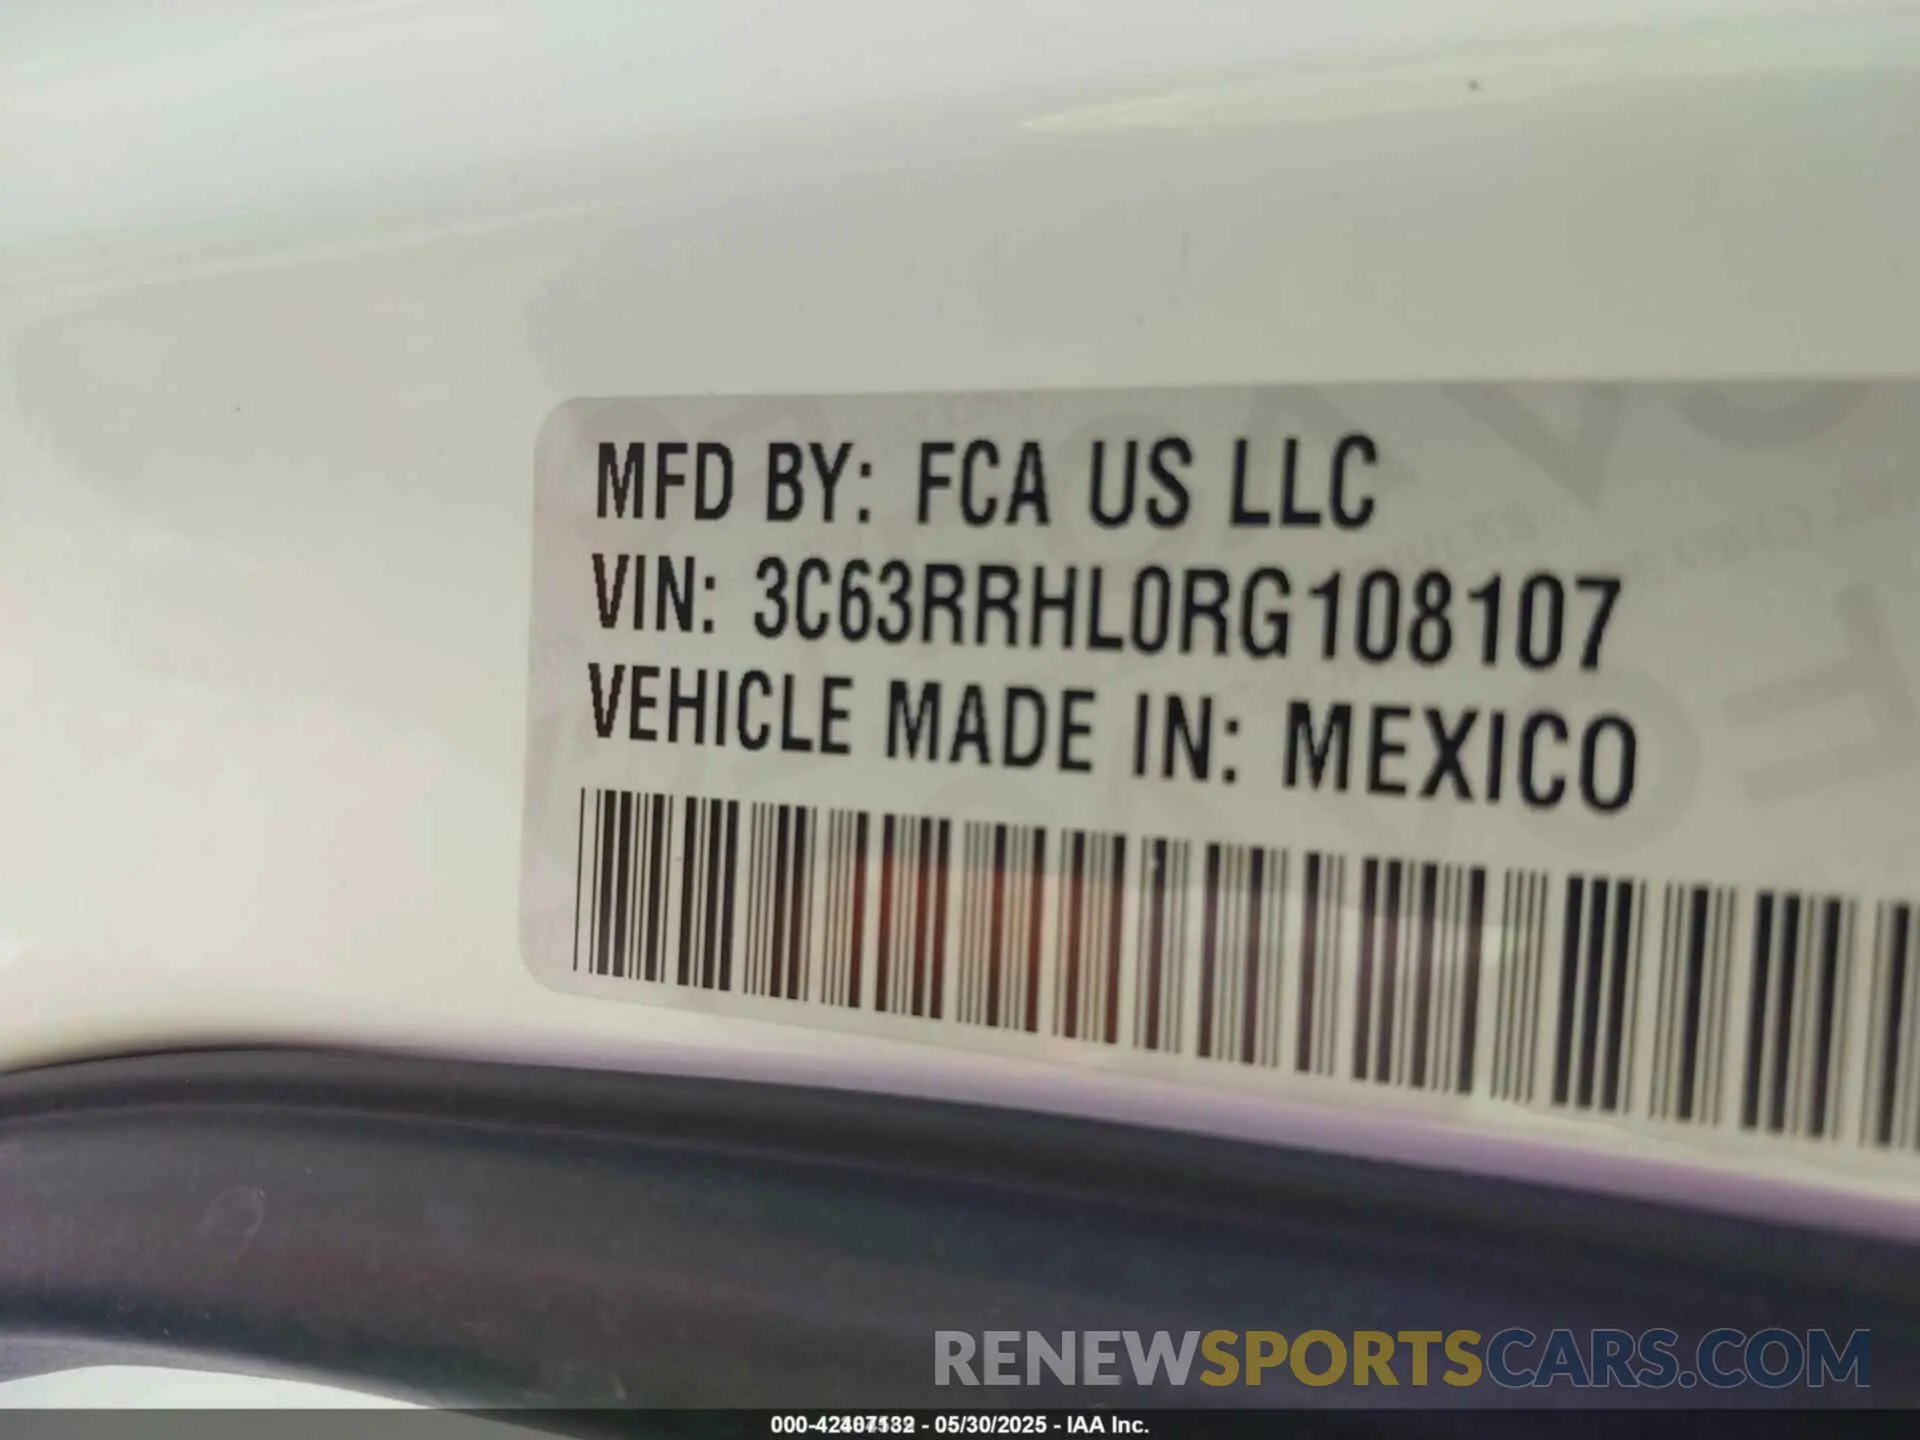 MFD BY: FCA US LLC
VIN: 3C63RRHL0RG108107
VEHICLE MADE IN: MEXICO
RENEWSPORTSCARS.COM
05/30/2025 - IAA Inc.